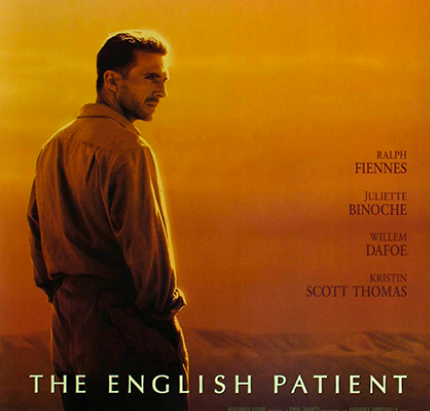 RALPH
FIENNES
JULIETTE
BINOCHE
WILLEM
DAFOE
KRISTIN
SCOTT THOMAS
THE ENGLISH PATIENT